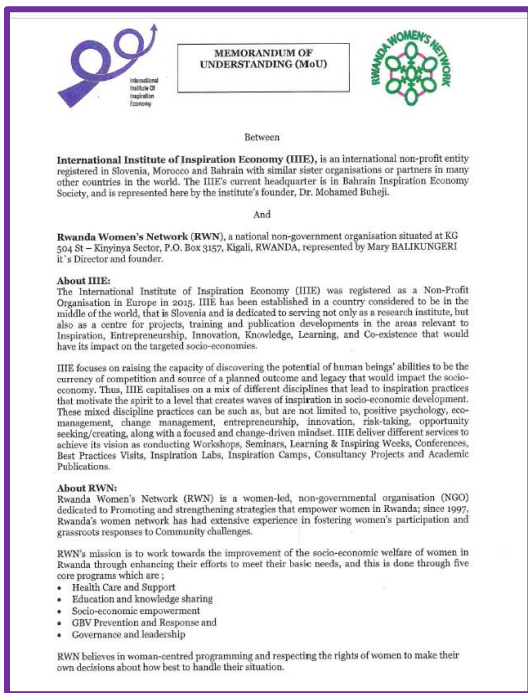 International
Institute Of
Inspiration
Economy
MEMORANDUM OF
UNDERSTANDING (MoU)
RWANDA WOMEN'S NETWORK
Between
International Institute of Inspiration Economy (IIIE), is an international non-profit entity
registered in Slovenia, Morocco and Bahrain with similar sister organisations or partners in many
other countries in the world. The IIIE's current headquarter is in Bahrain Inspiration Economy
Society, and is represented here by the institute's founder, Dr. Mohamed Buheji.
And
Rwanda Women's Network (RWN), a national non-government organisation situated at KG
504 St – Kinyinya Sector, P.O. Box 3157, Kigali, RWANDA, represented by Mary BALIKUNGERI
it`s Director and founder.
About IIIE:
The International Institute of Inspiration Economy (IIIE) was registered as a Non-Profit
Organisation in Europe in 2015. IIIE has been established in a country considered to be in the
middle of the world, that is Slovenia and is dedicated to serving not only as a research institute, but
also as a centre for projects, training and publication developments in the areas relevant to
Inspiration, Entrepreneurship, Innovation, Knowledge, Learning, and Co-existence that would
have its impact on the targeted socio-economies.
IIIE focuses on raising the capacity of discovering the potential of human beings' abilities to be the
currency of competition and source of a planned outcome and legacy that would impact the socio-
economy. Thus, IIIE capitalises on a mix of different disciplines that lead to inspiration practices
that motivate the spirit to a level that creates waves of inspiration in socio-economic development.
These mixed discipline practices can be such as, but are not limited to, positive psychology, eco-
management, change management, entrepreneurship, innovation, risk-taking, opportunity
seeking/creating, along with a focused and change-driven mindset. IIIE deliver different services to
achieve its vision as conducting Workshops, Seminars, Learning & Inspiring Weeks, Conferences,
Best Practices Visits, Inspiration Labs, Inspiration Camps, Consultancy Projects and Academic
Publications.
About RWN:
Rwanda Women's Network (RWN) is a women-led, non-governmental organisation (NGO)
dedicated to Promoting and strengthening strategies that empower women in Rwanda; since 1997,
Rwanda's women network has had extensive experience in fostering women's participation and
grassroots responses to Community challenges.
RWN's mission is to work towards the improvement of the socio-economic welfare of women in
Rwanda through enhancing their efforts to meet their basic needs, and this is done through five
core programs which are ;
• Health Care and Support
• Education and knowledge sharing
• Socio-economic empowerment
• GBV Prevention and Response and
• Governance and leadership
RWN believes in woman-centred programming and respecting the rights of women to make their
own decisions about how best to handle their situation.